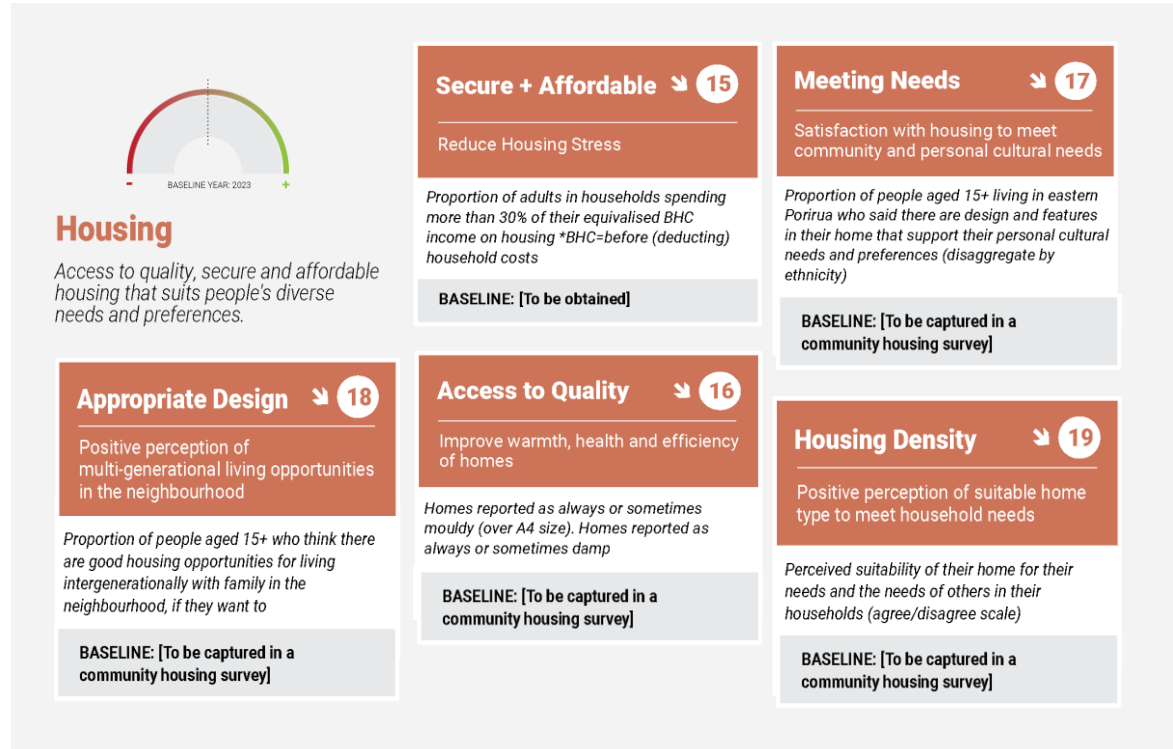 - BASELINE YEAR: 2023 +
Housing
Access to quality, secure and affordable
housing that suits people's diverse
needs and preferences.
Secure + Affordable 15
Reduce Housing Stress
Proportion of adults in households spending
more than 30% of their equivalised BHC
income on housing *BHC=before (deducting)
household costs
BASELINE: [To be obtained]
Access to Quality 16
Improve warmth, health and efficiency
of homes
Homes reported as always or sometimes
mouldy (over A4 size). Homes reported as
always or sometimes damp
BASELINE: [To be captured in a
community housing survey]
Meeting Needs 17
Satisfaction with housing to meet
community and personal cultural needs
Proportion of people aged 15+ living in eastern
Porirua who said there are design and features
in their home that support their personal cultural
needs and preferences (disaggregate by
ethnicity)
BASELINE: [To be captured in a
community housing survey]
Appropriate Design 18
Positive perception of
multi-generational living opportunities
in the neighbourhood
Proportion of people aged 15+ who think there
are good housing opportunities for living
intergenerationally with family in the
neighbourhood, if they want to
BASELINE: [To be captured in a
community housing survey]
Housing Density 19
Positive perception of suitable home
type to meet household needs
Perceived suitability of their home for their
needs and the needs of others in their
households (agree/disagree scale)
BASELINE: [To be captured in a
community housing survey]